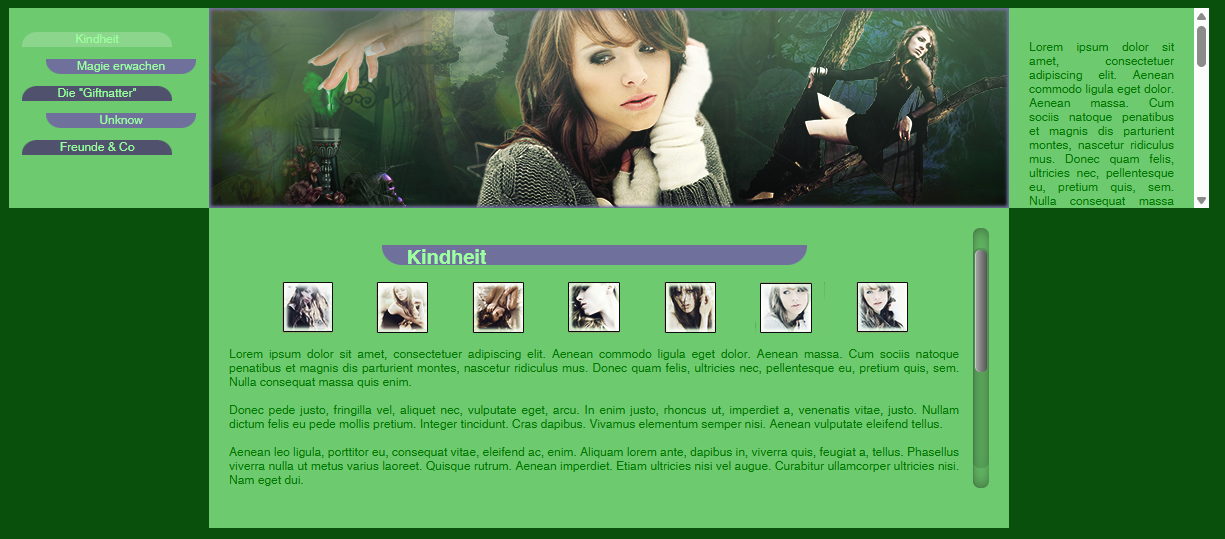 Kindheit
Magie erwachen
Die "Giftnatter"
Unknow
Freunde & Co
Lorem ipsum dolor sit
amet, consectetuer
adipiscing elit. Aenean
commodo ligula eget dolor.
Aenean massa. Cum
sociis natoque penatibus
et magnis dis parturient
montes, nascetur ridiculus
mus. Donec quam felis,
ultricies nec, pellentesque
eu, pretium quis, sem.
Nulla consequat massa
Kindheit
Lorem ipsum dolor sit amet, consectetuer adipiscing elit. Aenean commodo ligula eget dolor. Aenean massa. Cum sociis natoque
penatibus et magnis dis parturient montes, nascetur ridiculus mus. Donec quam felis, ultricies nec, pellentesque eu, pretium quis, sem.
Nulla consequat massa quis enim.
Donec pede justo, fringilla vel, aliquet nec, vulputate eget, arcu. In enim justo, rhoncus ut, imperdiet a, venenatis vitae, justo. Nullam
dictum felis eu pede mollis pretium. Integer tincidunt. Cras dapibus. Vivamus elementum semper nisi. Aenean vulputate eleifend tellus.
Aenean leo ligula, porttitor eu, consequat vitae, eleifend ac, enim. Aliquam lorem ante, dapibus in, viverra quis, feugiat a, tellus. Phasellus
viverra nulla ut metus varius laoreet. Quisque rutrum. Aenean imperdiet. Etiam ultricies nisi vel augue. Curabitur ullamcorper ultricies nisi.
Nam eget dui.